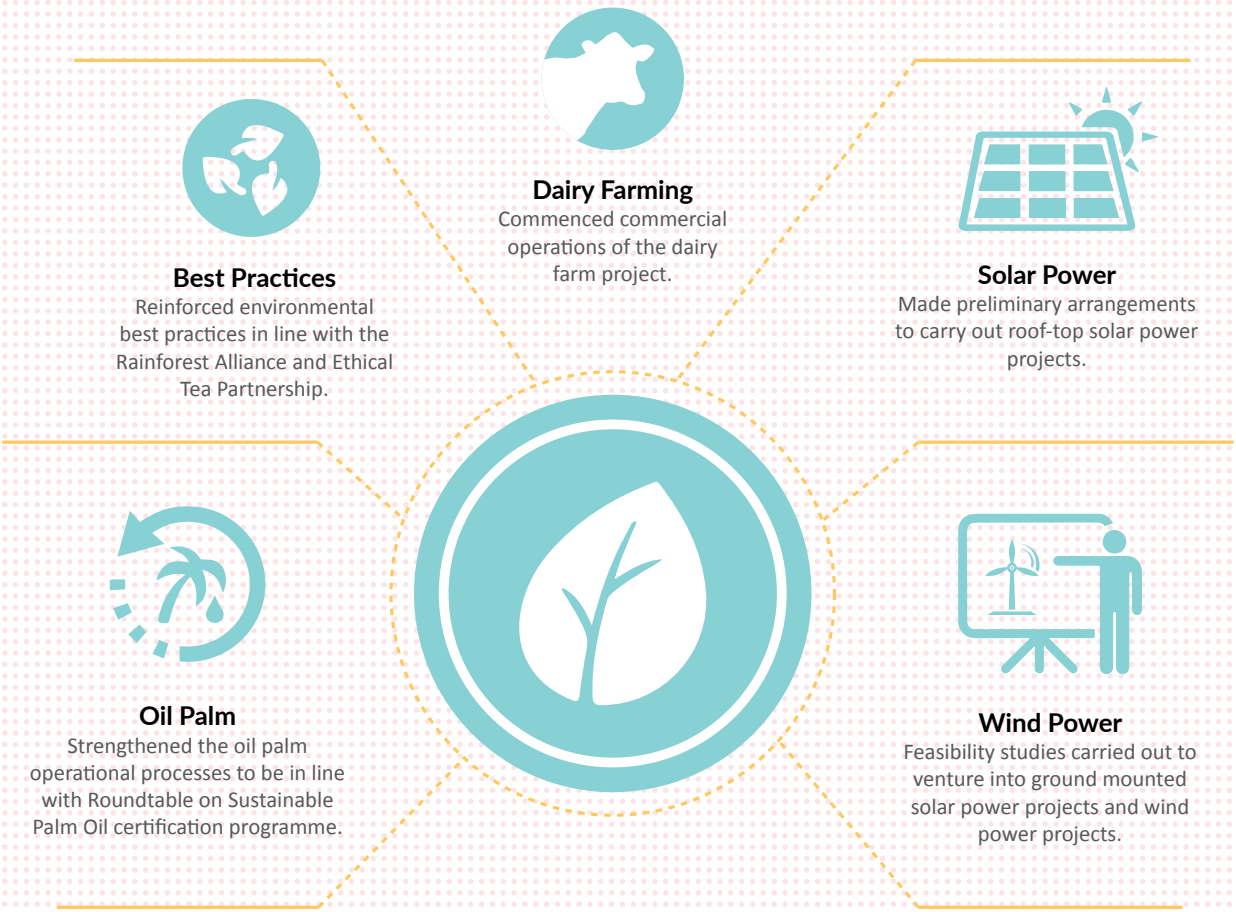 Dairy Farming
Commenced commercial
operations of the dairy
farm project.
Best Practices
Reinforced environmental
best practices in line with the
Rainforest Alliance and Ethical
Tea Partnership.
Solar Power
Made preliminary arrangements
to carry out roof-top solar power
projects.
Oil Palm
Strengthened the oil palm
operational processes to be in line
with Roundtable on Sustainable
Palm Oil certification programme.
Wind Power
Feasibility studies carried out to
venture into ground mounted
solar power projects and wind
power projects.